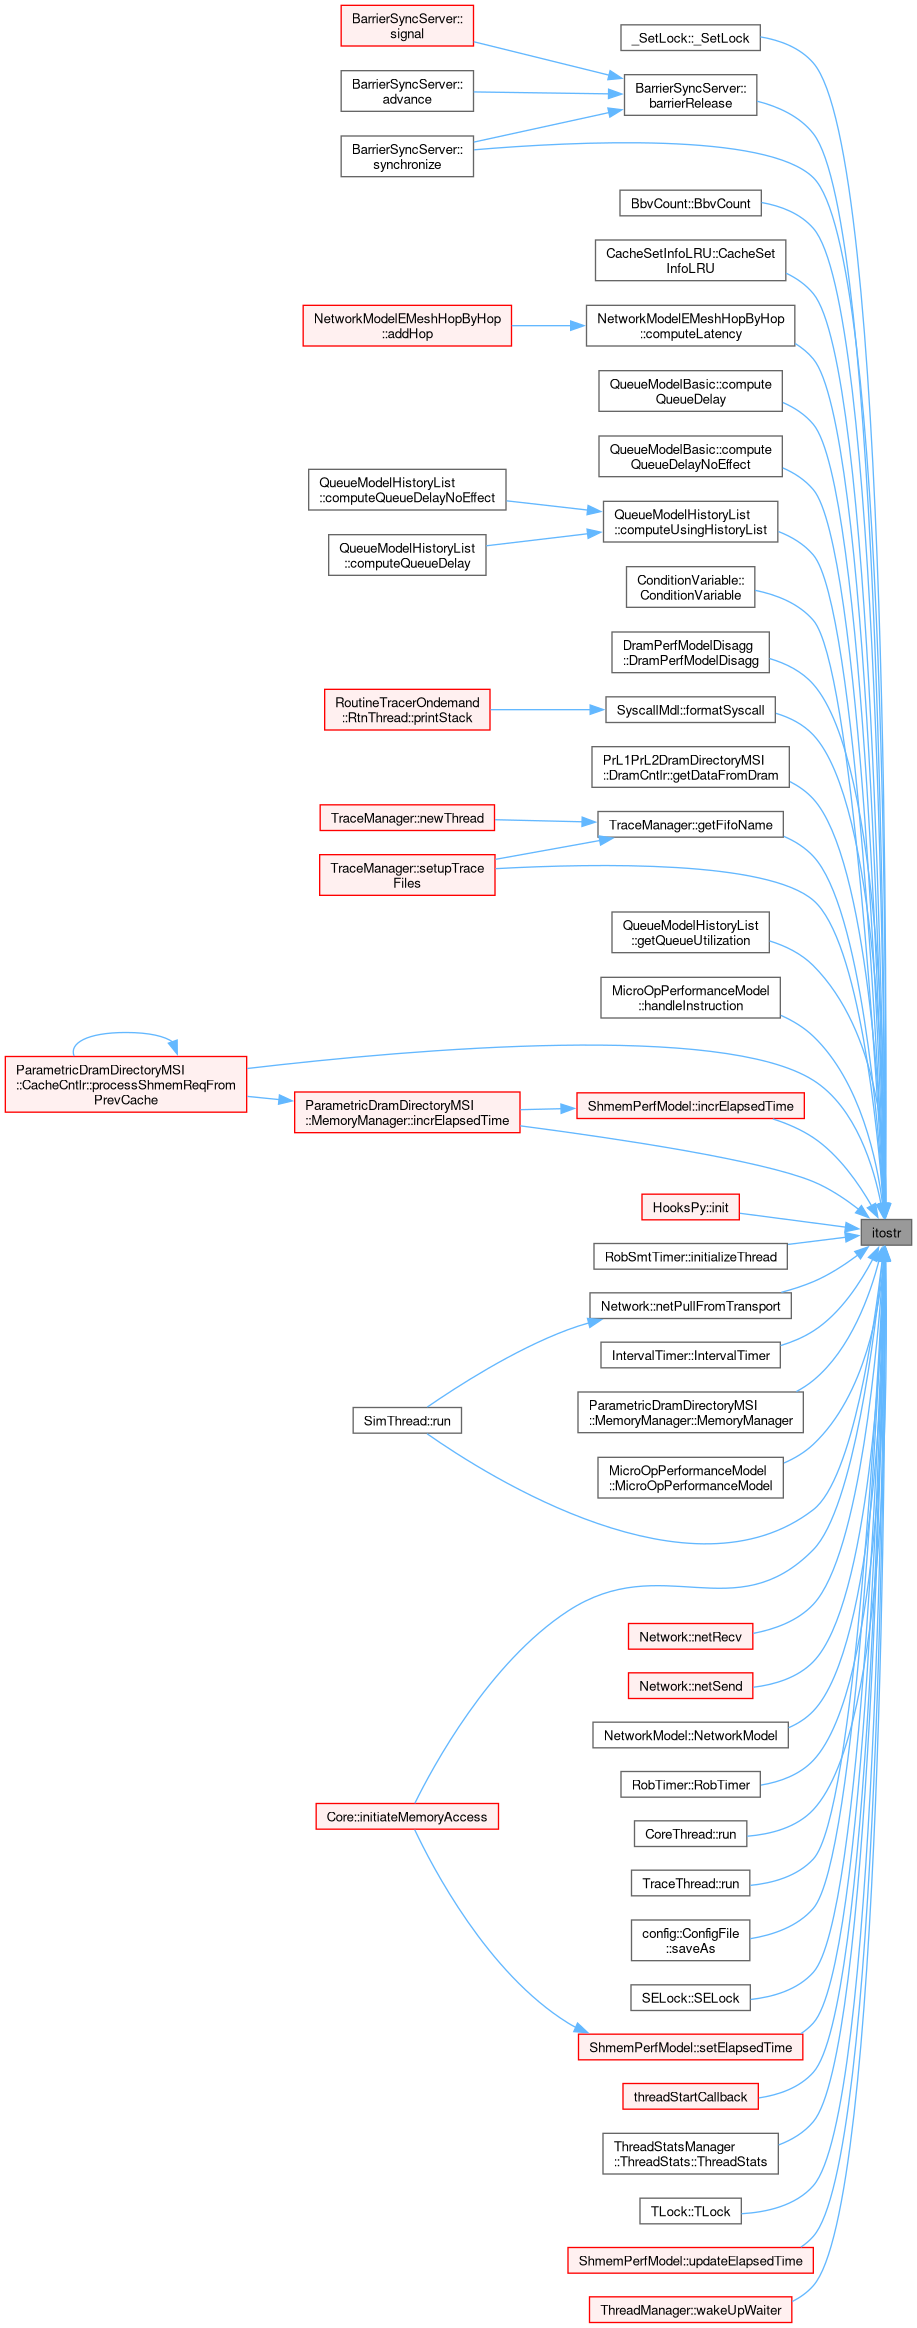 BarrierSyncServer::
signal
_SetLock::_SetLock
BarrierSyncServer::
advance
BarrierSyncServer::
barrierRelease
BarrierSyncServer::
synchronize
BbvCount::BbvCount
CacheSetInfoLRU::CacheSet
InfoLRU
NetworkModelEMeshHopByHop
::addHop
NetworkModelEMeshHopByHop
::computeLatency
QueueModelBasic::compute
QueueDelay
QueueModelBasic::compute
QueueDelayNoEffect
QueueModelHistoryList
::computeQueueDelayNoEffect
QueueModelHistoryList
::computeUsingHistoryList
QueueModelHistoryList
::computeQueueDelay
ConditionVariable::
ConditionVariable
DramPerfModelDisagg
::DramPerfModelDisagg
RoutineTracerOndemand
::RtnThread::printStack
SyscallMdl::formatSyscall
PrL1PrL2DramDirectoryMSI
::DramCntlr::getDataFromDram
TraceManager::newThread
TraceManager::getFifoName
TraceManager::setupTrace
Files
QueueModelHistoryList
::getQueueUtilization
MicroOpPerformanceModel
::handleInstruction
ParametricDramDirectoryMSI
::CacheCntlr::processShmemReqFrom
PrevCache
ParametricDramDirectoryMSI
::MemoryManager::incrElapsedTime
ShmemPerfModel::incrElapsedTime
HooksPy::init
itostr
RobSmtTimer::initializeThread
Network::netPullFromTransport
IntervalTimer::IntervalTimer
ParametricDramDirectoryMSI
::MemoryManager::MemoryManager
SimThread::run
MicroOpPerformanceModel
::MicroOpPerformanceModel
Network::netRecv
Network::netSend
NetworkModel::NetworkModel
RobTimer::RobTimer
Core::initiateMemoryAccess
CoreThread::run
TraceThread::run
config::ConfigFile
::saveAs
SELock::SELock
ShmemPerfModel::setElapsedTime
threadStartCallback
ThreadStatsManager
::ThreadStats::ThreadStats
TLock::TLock
ShmemPerfModel::updateElapsedTime
ThreadManager::wakeUpWaiter